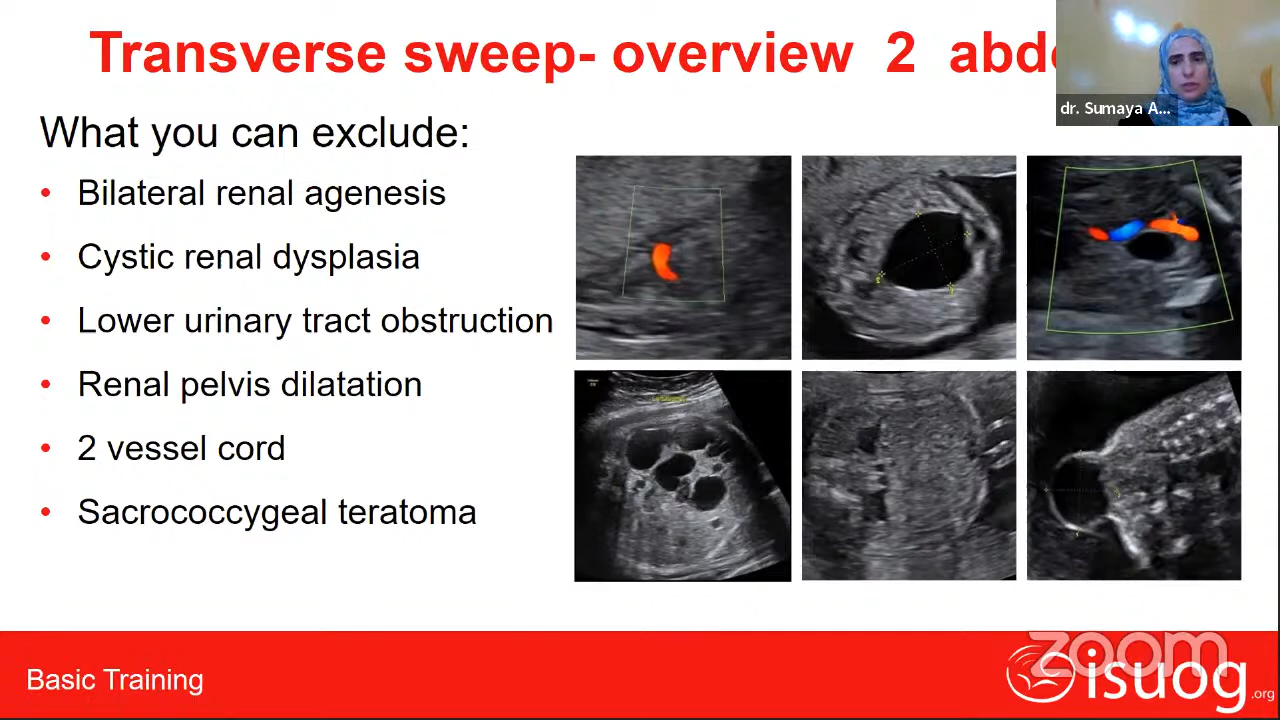 Transverse sweep- overview 2 abd
dr. Sumaya A...
What you can exclude:
• Bilateral renal agenesis
• Cystic renal dysplasia
• Lower urinary tract obstruction
• Renal pelvis dilatation
• 2 vessel cord
• Sacrococcygeal teratoma
zoom
Basic Training
isuog.org